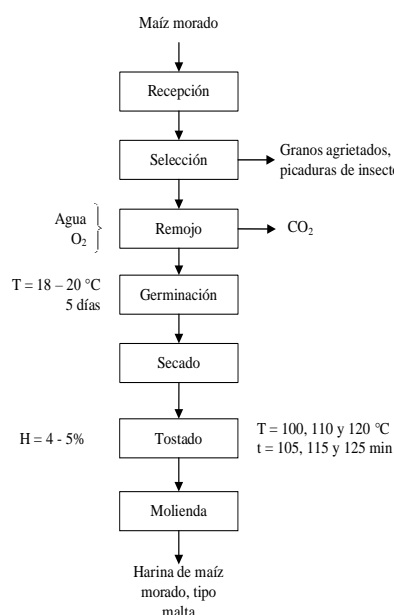 Maíz morado
Recepción
Selección
Granos agrietados,
picaduras de insecto
Agua
O₂
Remojo
CO₂
T = 18 – 20 °C
5 días
Germinación
Secado
H = 4 - 5%
Tostado
T = 100, 110 y 120 °C
t = 105, 115 y 125 min
Molienda
Harina de maíz
morado, tipo
malta